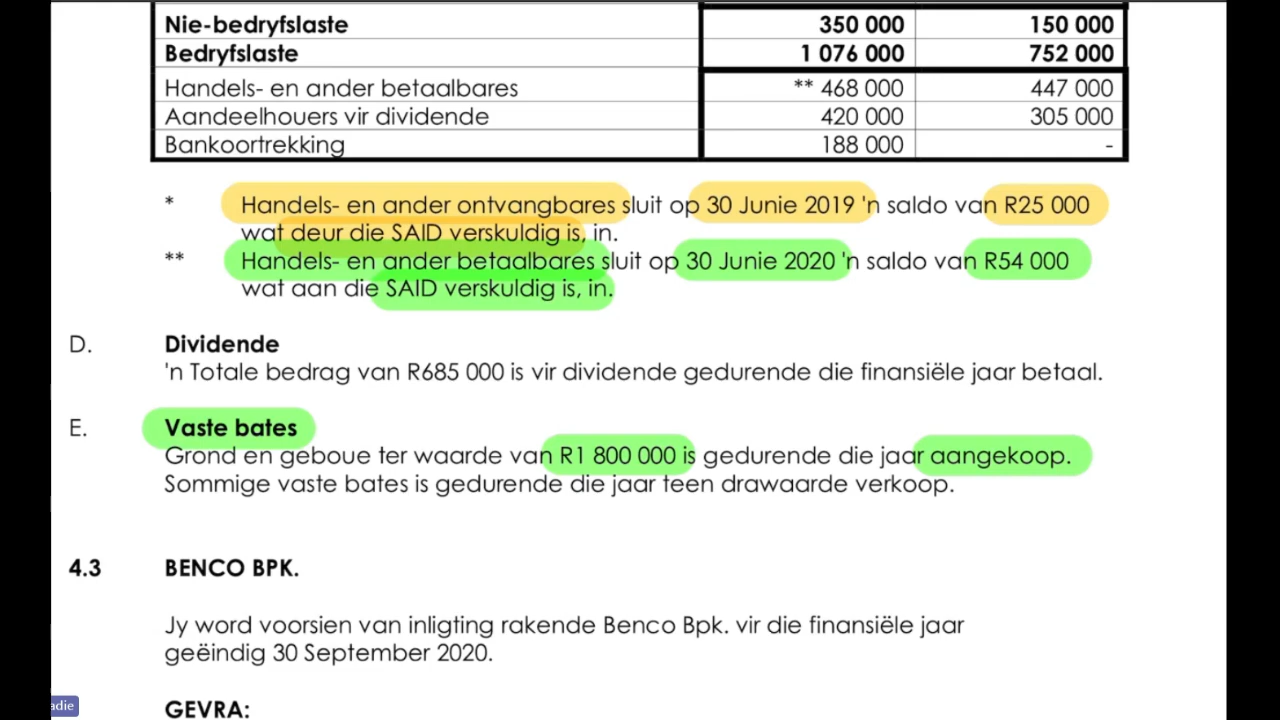 Nie-bedryfslaste 350 000 150 000
Bedryfslaste 1 076 000 752 000
Handels- en ander betaalbares ** 468 000 447 000
Aandeelhouers vir dividende 420 000 305 000
Bankoortrekking 188 000 -
* Handels- en ander ontvangbares sluit op 30 Junie 2019 'n saldo van R25 000
wat deur die SAID verskuldig is, in.
** Handels- en ander betaalbares sluit op 30 Junie 2020 'n saldo van R54 000
wat aan die SAID verskuldig is, in.
D. Dividende
'n Totale bedrag van R685 000 is vir dividende gedurende die finansiële jaar betaal.
E. Vaste bates
Grond en geboue ter waarde van R1 800 000 is gedurende die jaar aangekoop.
Sommige vaste bates is gedurende die jaar teen drawaarde verkoop.
4.3 BENCO BPK.
Jy word voorsien van inligting rakende Benco Bpk. vir die finansiële jaar
geëindig 30 September 2020.
adie
GEVRA: